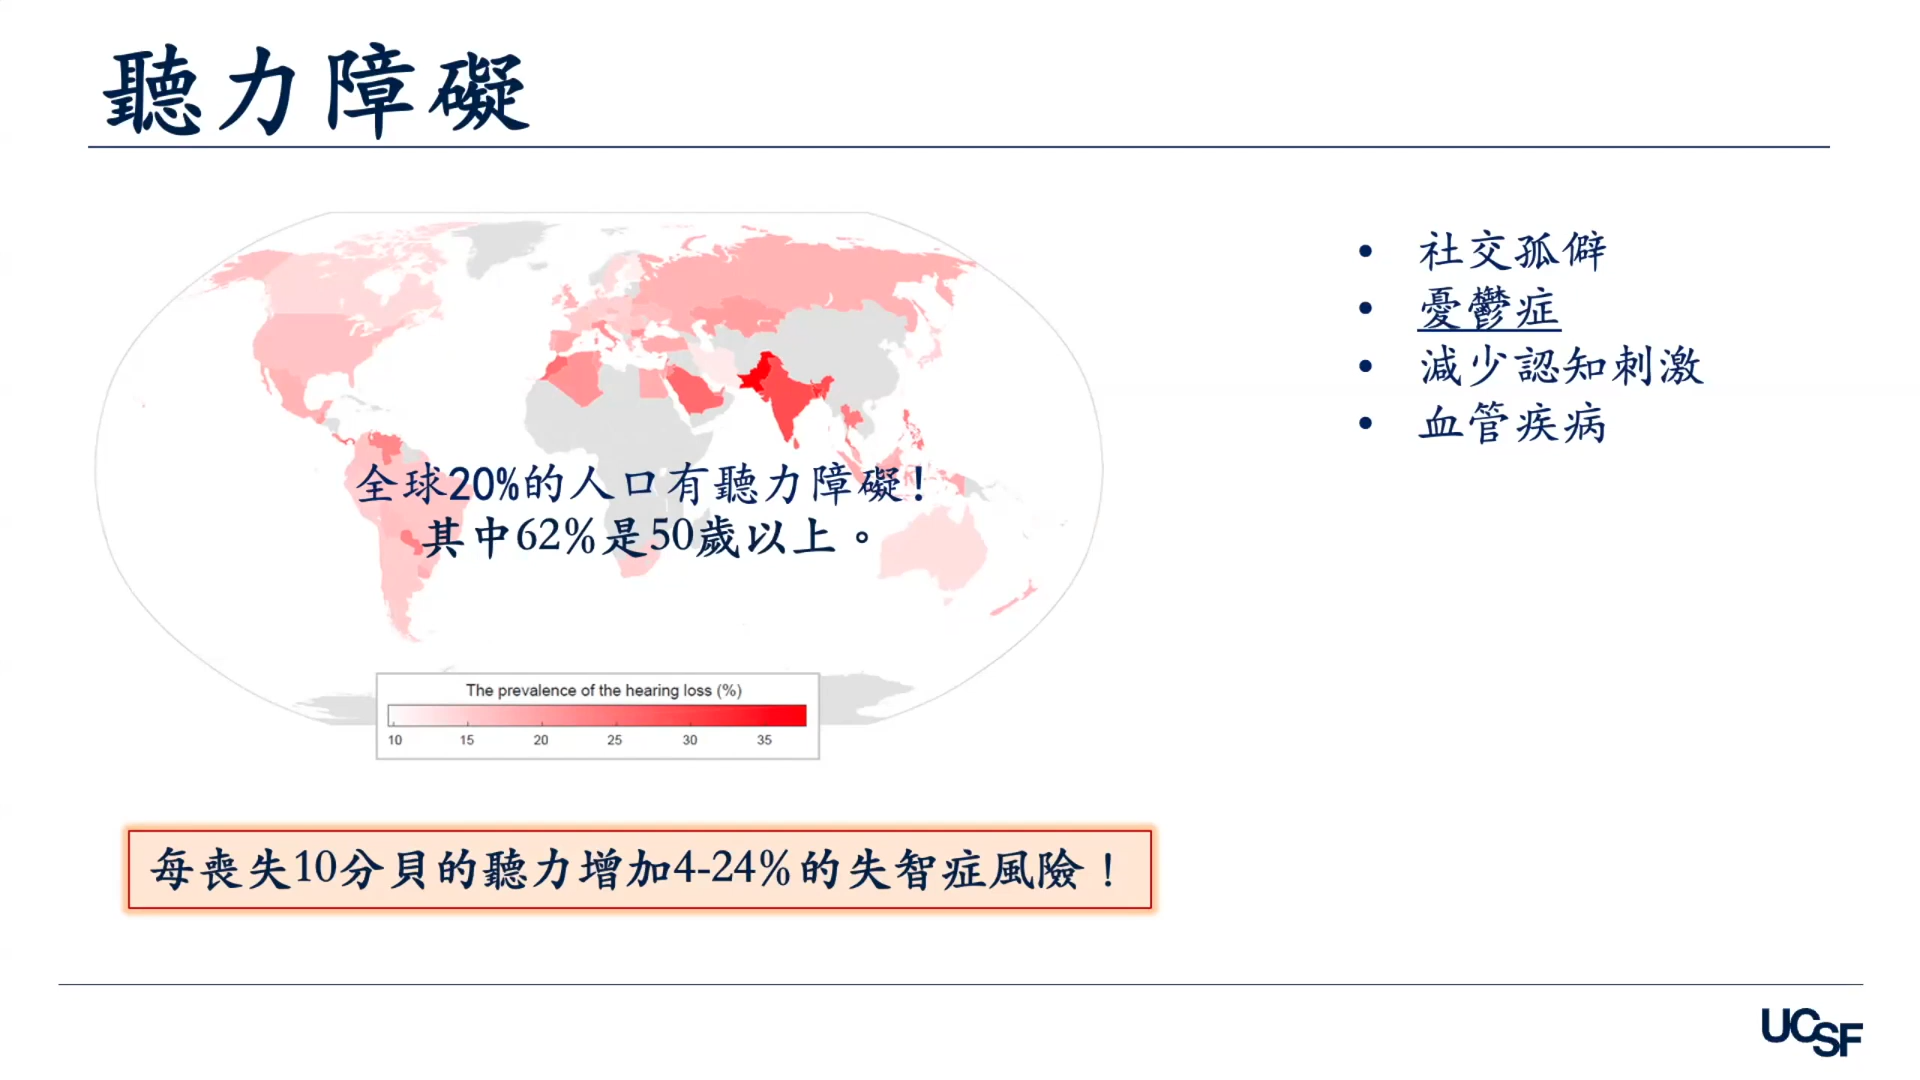 聽力障礙
• 社交孤僻
• 憂鬱症
• 減少認知刺激
• 血管疾病
全球20%的人口有聽力障礙!
其中62%是50歲以上。
The prevalence of the hearing loss (%)
10 15 20 25 30 35
每喪失10分貝的聽力增加4-24%的失智症風險！
UCSF